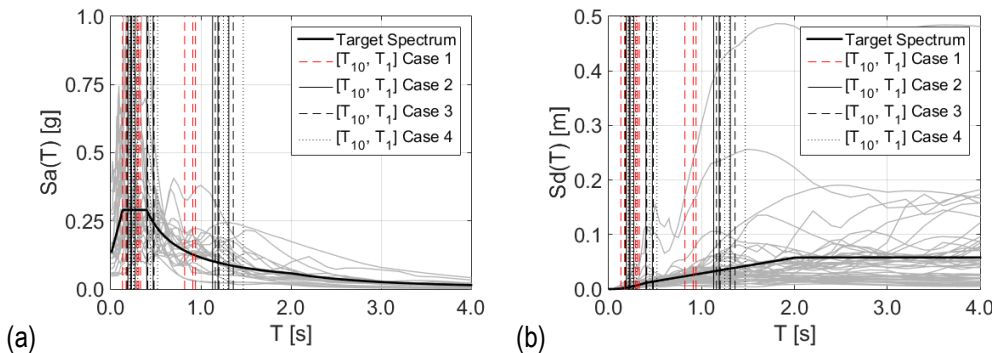 1.0
0.75
0.50
0.25
0.0
Sa(T) [g]
0.0
1.0
2.0
3.0
4.0
T [s]
Target Spectrum
[T10, T1] Case 1
[T10, T1] Case 2
[T10, T1] Case 3
[T10, T1] Case 4
(a)
0.5
0.4
0.3
0.2
0.1
0.0
Sd(T) [m]
0.0
1.0
2.0
3.0
4.0
T [s]
Target Spectrum
[T10, T1] Case 1
[T10, T1] Case 2
[T10, T1] Case 3
[T10, T1] Case 4
(b)